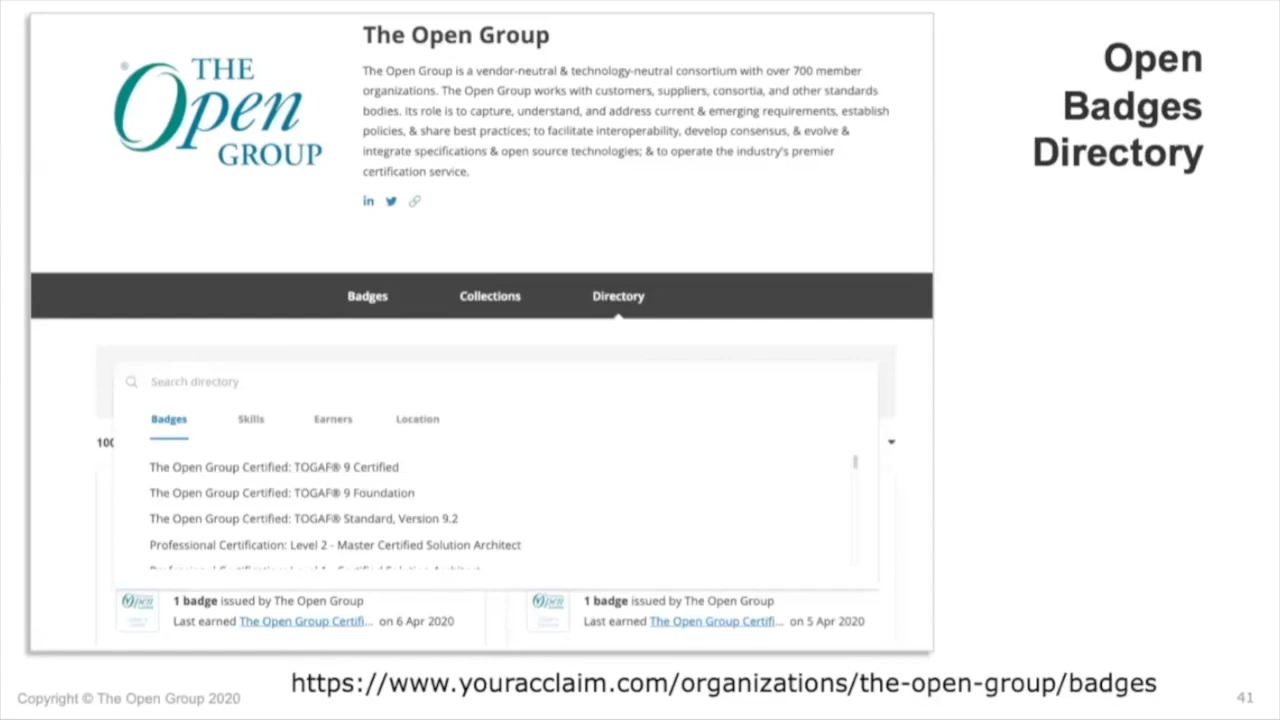 The Open Group
THE
Open
GROUP
®
The Open Group is a vendor-neutral & technology-neutral consortium with over 700 member
organizations. The Open Group works with customers, suppliers, consortia, and other standards
bodies. Its role is to capture, understand, and address current & emerging requirements, establish
policies, & share best practices; to facilitate interoperability, develop consensus, & evolve &
integrate specifications & open source technologies; & to operate the industry's premier
certification service.
in
Open
Badges
Directory
Badges Collections Directory
Search directory
Badges Skills Earners Location
100
The Open Group Certified: TOGAF® 9 Certified
The Open Group Certified: TOGAF® 9 Foundation
The Open Group Certified: TOGAF® Standard, Version 9.2
Professional Certification: Level 2 - Master Certified Solution Architect
Open
1 badge issued by The Open Group
Last earned The Open Group Certifi... on 6 Apr 2020
Open
1 badge issued by The Open Group
Last earned The Open Group Certifi... on 5 Apr 2020
https://www.youracclaim.com/organizations/the-open-group/badges
Copyright © The Open Group 2020
41